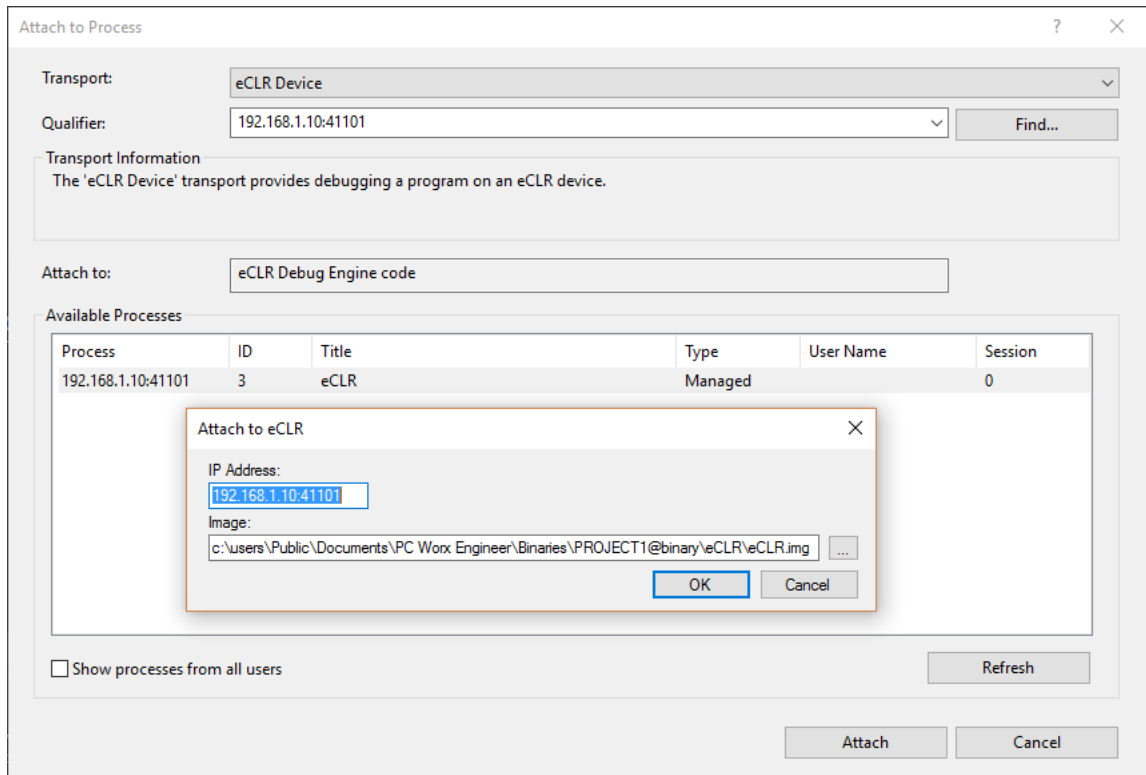 Attach to Process
Transport: eCLR Device
Qualifier: 192.168.1.10:41101 Find...
Transport Information
The 'eCLR Device' transport provides debugging a program on an eCLR device.
Attach to: eCLR Debug Engine code
Available Processes
Process ID Title Type User Name Session
192.168.1.10:41101 3 eCLR Managed 0
Attach to eCLR
IP Address:
192.168.1.10:41101
Image:
c:\users\Public\Documents\PC Worx Engineer\Binaries\PROJECT1@binary\eCLR\eCLR.img ...
OK Cancel
Show processes from all users Refresh
Attach Cancel